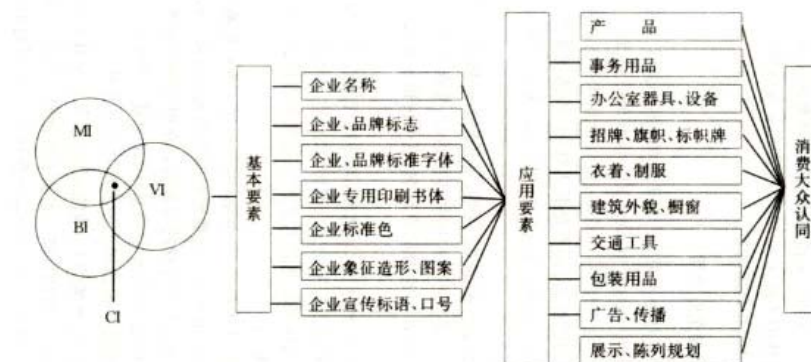 MI
VI
BI
CI
基本要素
企业名称
企业、品牌标志
企业、品牌标准字体
企业专用印刷书体
企业标准色
企业象征造形、图案
企业宣传标语、口号
应用要素
产 品
事务用品
办公室器具、设备
招牌、旗帜、标帜牌
衣着、制服
建筑外貌、橱窗
交通工具
包装用品
广告、传播
展示、陈列规划
消费大众认同